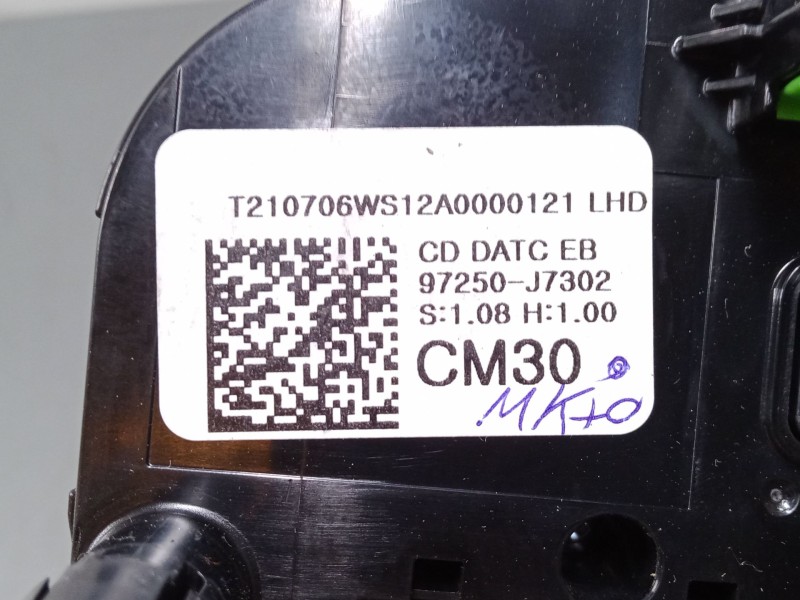 T210706WS12A0000121 LHD
CD DATC EB
97250-J7302
S:1.08 H:1.00
CM30